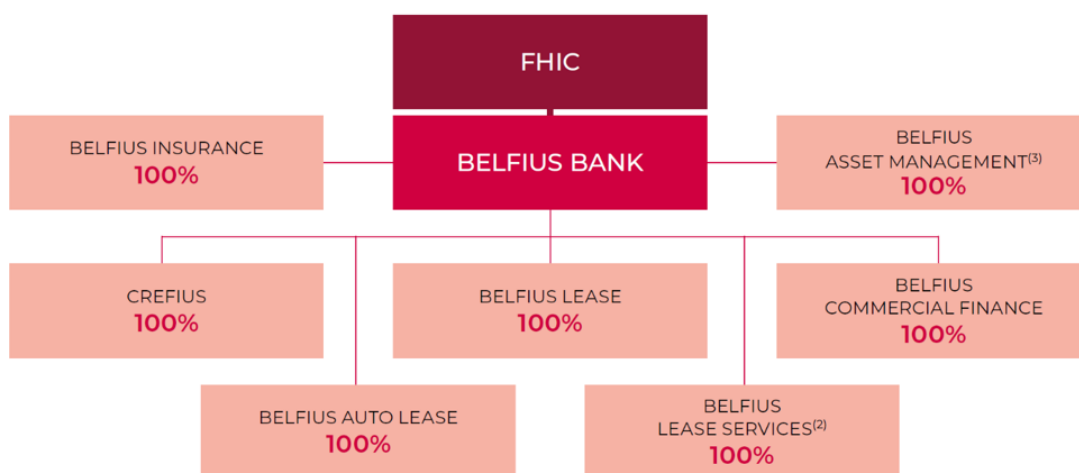 FHIC
BELFIUS INSURANCE
100%
BELFIUS BANK
BELFIUS
ASSET MANAGEMENT(3)
100%
CREFIUS
100%
BELFIUS LEASE
100%
BELFIUS
COMMERCIAL FINANCE
100%
BELFIUS AUTO LEASE
100%
BELFIUS
LEASE SERVICES(2)
100%